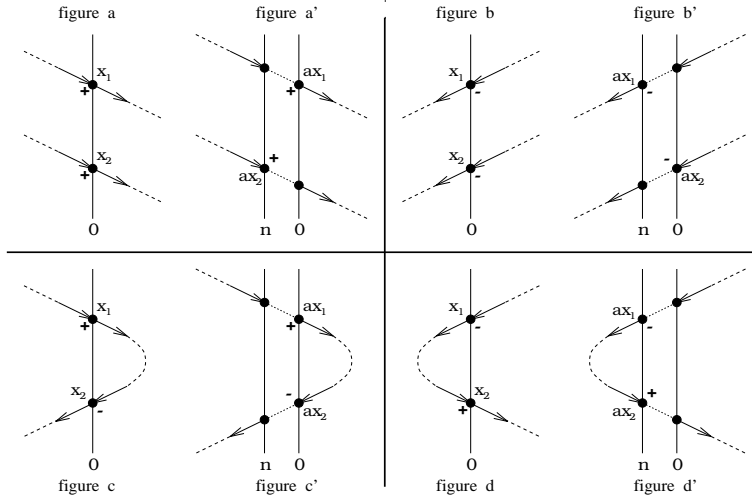 figure a
figure a'
figure b
figure b'
x1
+
ax1
+
x1
-
ax1
-
x2
+
+
ax2
x2
-
-
ax2
0
n 0
0
n 0
x1
+
ax1
+
x1
-
ax1
-
x2
-
-
ax2
x2
+
+
ax2
0
n 0
0
n 0
figure c
figure c'
figure d
figure d'